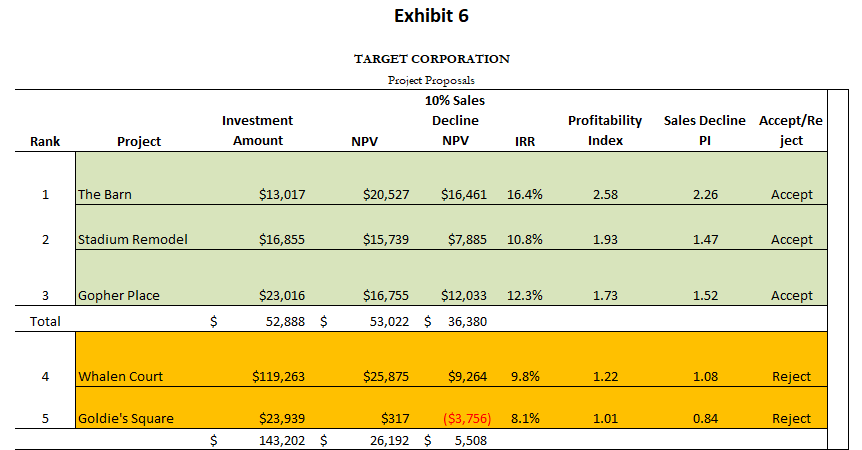 Exhibit 6
TARGET CORPORATION
Project Proposals
10% Sales
Investment Decline Profitability Sales Decline Accept/Re
Rank Project Amount NPV NPV IRR Index PI ject
1 The Barn $13,017 $20,527 $16,461 16.4% 2.58 2.26 Accept
2 Stadium Remodel $16,855 $15,739 $7,885 10.8% 1.93 1.47 Accept
3 Gopher Place $23,016 $16,755 $12,033 12.3% 1.73 1.52 Accept
Total $ 52,888 $ 53,022 $ 36,380
4 Whalen Court $119,263 $25,875 $9,264 9.8% 1.22 1.08 Reject
5 Goldie's Square $23,939 $317 ($3,756) 8.1% 1.01 0.84 Reject
$ 143,202 $ 26,192 $ 5,508